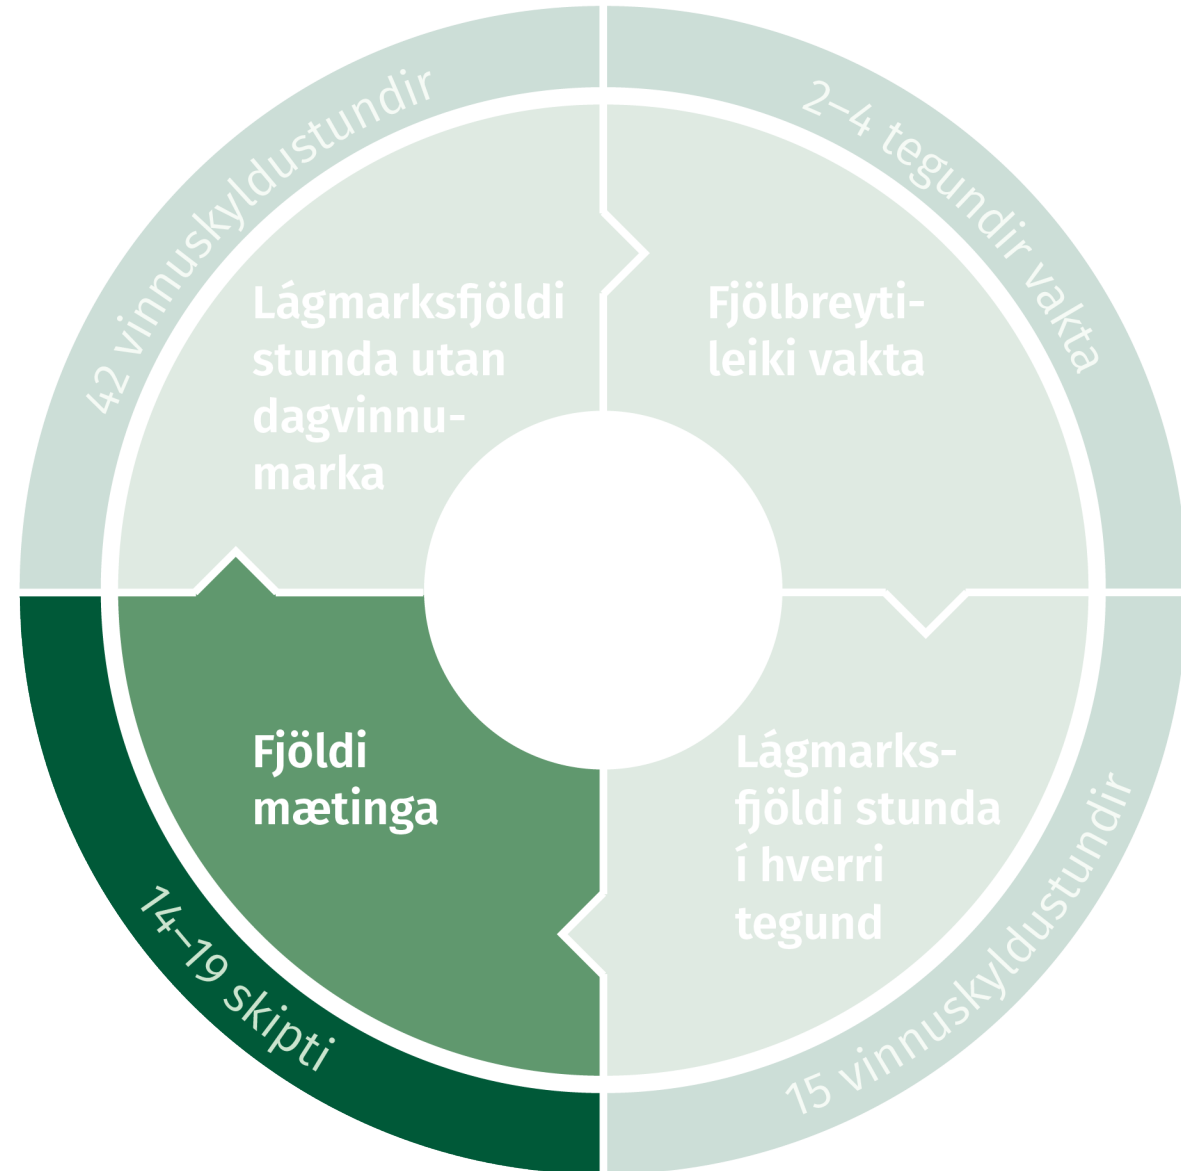 42 vinnuskyldustundir
2–4 tegundir vakta
Lágmarksfjöldi
stunda utan
dagvinnu-
marka
Fjölbreyti-
leiki vakta
Fjöldi
mætinga
Lágmarks-
fjöldi stunda
í hverri
tegund
14–19 skipti
15 vinnuskyldustundir